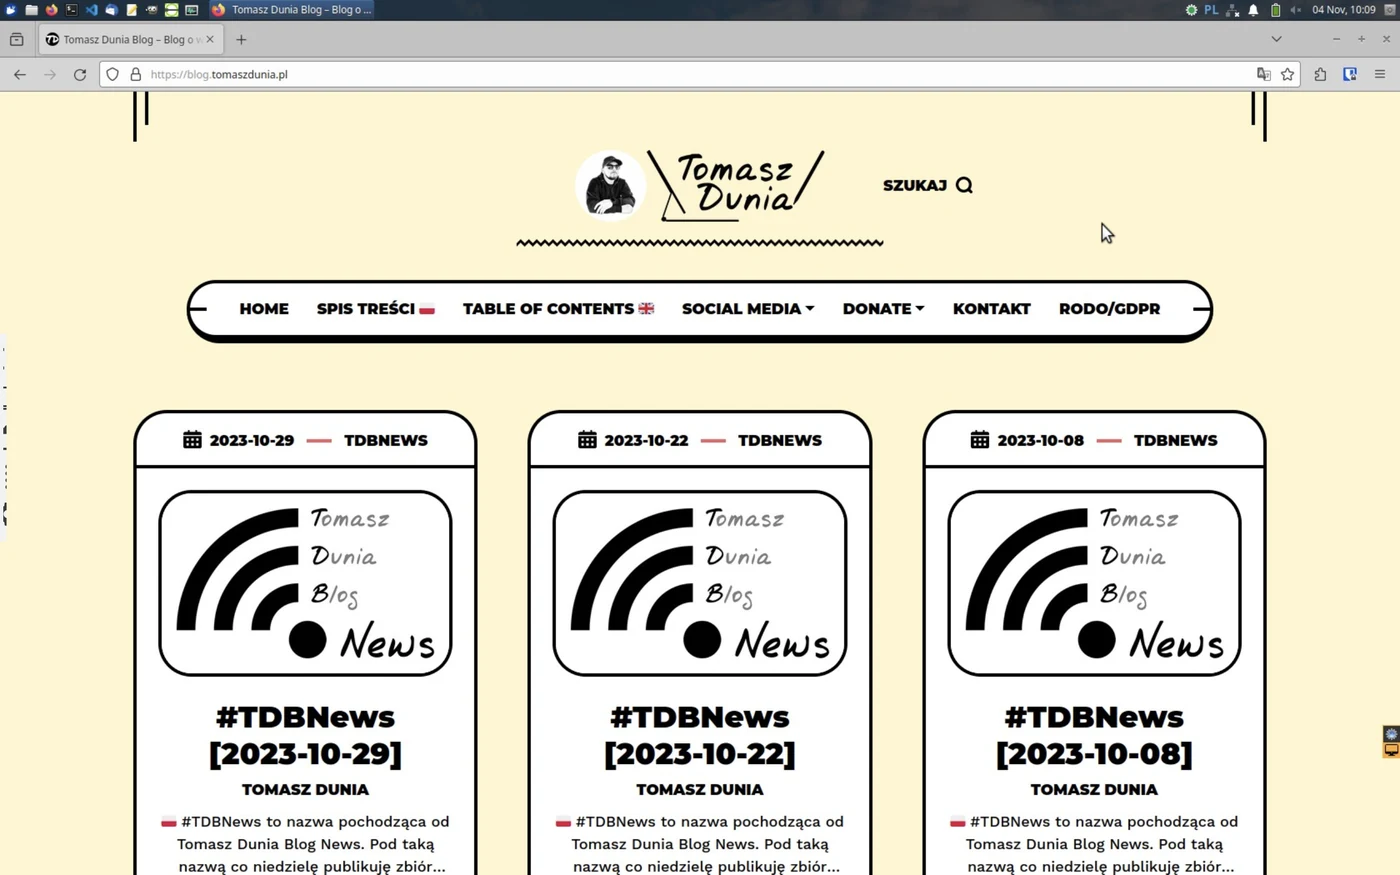 Tomasz Dunia Blog – Blog o ...
PL
04 Nov, 10:09
Tomasz Dunia Blog – Blog o
https://blog.tomaszdunia.pl
Tomasz
Dunia
SZUKAJ
HOME SPIS TREŚCI TABLE OF CONTENTS SOCIAL MEDIA DONATE KONTAKT RODO/GDPR
2023-10-29 TDBNEWS
Tomasz
Dunia
Blog
News
#TDBNews
[2023-10-29]
TOMASZ DUNIA
#TDBNews to nazwa pochodząca od
Tomasz Dunia Blog News. Pod taką
nazwą co niedzielę publikuję zbiór...
2023-10-22 TDBNEWS
Tomasz
Dunia
Blog
News
#TDBNews
[2023-10-22]
TOMASZ DUNIA
#TDBNews to nazwa pochodząca od
Tomasz Dunia Blog News. Pod taką
nazwą co niedzielę publikuję zbiór...
2023-10-08 TDBNEWS
Tomasz
Dunia
Blog
News
#TDBNews
[2023-10-08]
TOMASZ DUNIA
#TDBNews to nazwa pochodząca od
Tomasz Dunia Blog News. Pod taką
nazwą co niedzielę publikuję zbiór...